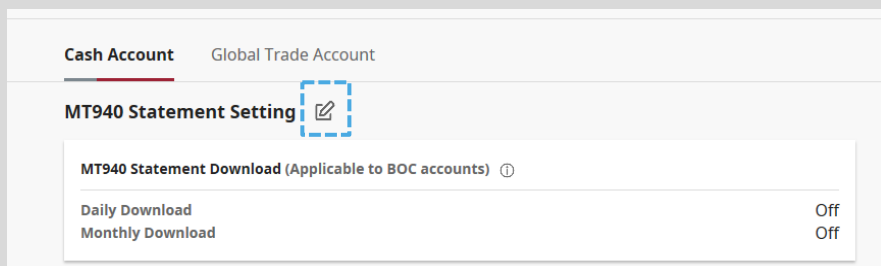 Cash Account Global Trade Account
MT940 Statement Setting
MT940 Statement Download (Applicable to BOC accounts)
Daily Download Off
Monthly Download Off